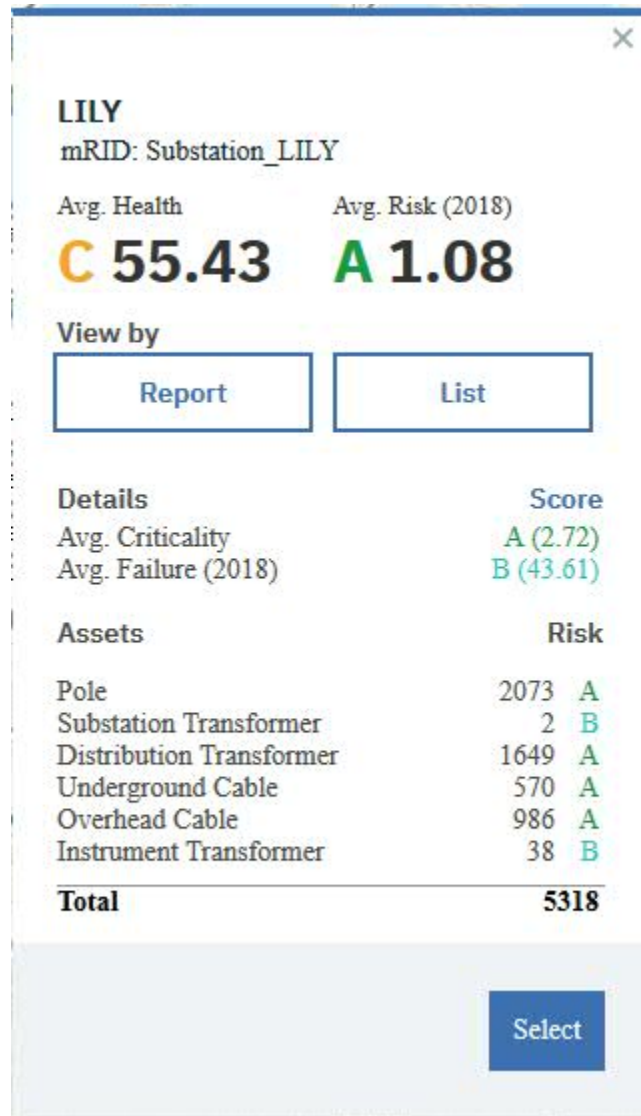 ×
LILY
mRID: Substation_LILY
Avg. Health Avg. Risk (2018)
C 55.43 A 1.08
View by
Report List
Details Score
Avg. Criticality A (2.72)
Avg. Failure (2018) B (43.61)
Assets Risk
Pole 2073 A
Substation Transformer 2 B
Distribution Transformer 1649 A
Underground Cable 570 A
Overhead Cable 986 A
Instrument Transformer 38 B
Total 5318
Select